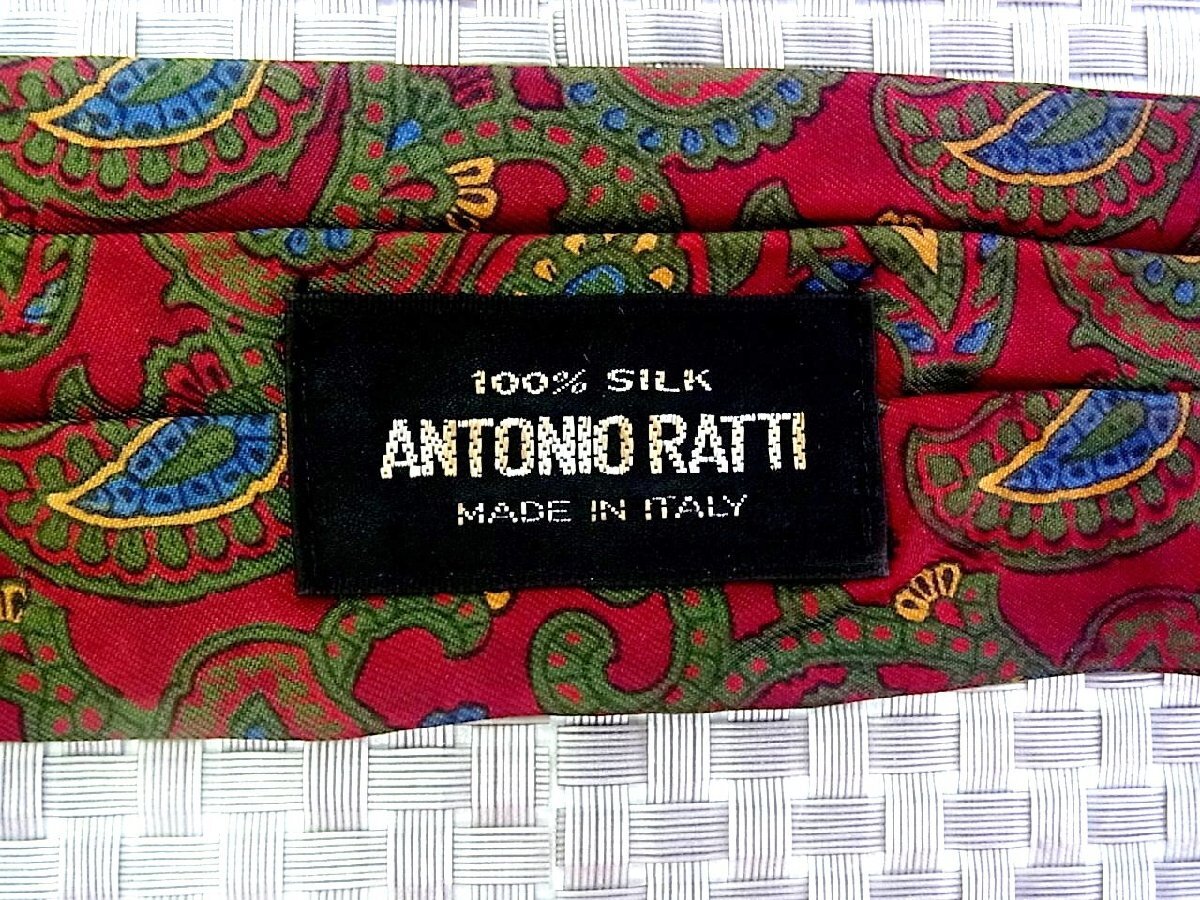 100% SILK
ANTONIO RATTI
MADE IN ITALY